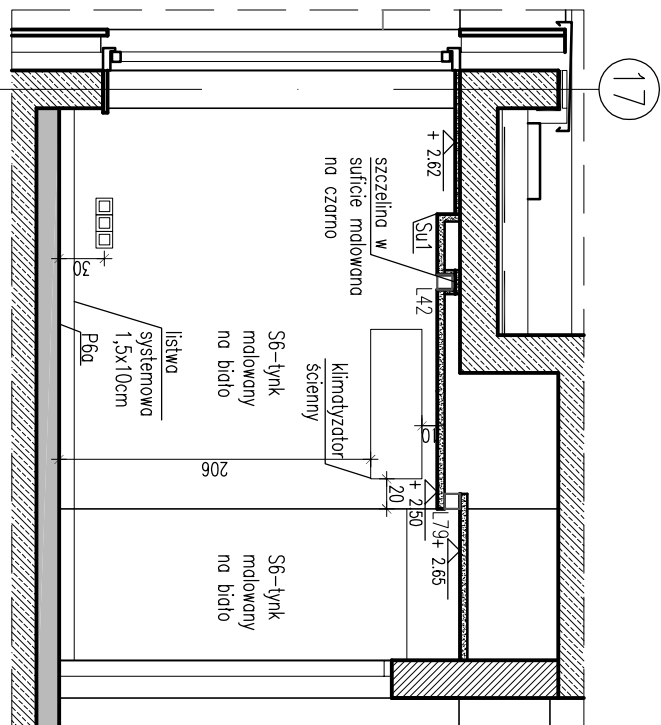 17
+ 2.62
szczelina w
suficie malowana
na czarno
Su1
L42
30
listwa
systemowa
1,5x10cm
P6a
S6-tynk
malowany
na biało
klimatyzator
ścienny
10
206
20
+ 2.50
L79
+ 2.65
S6-tynk
malowany
na biało